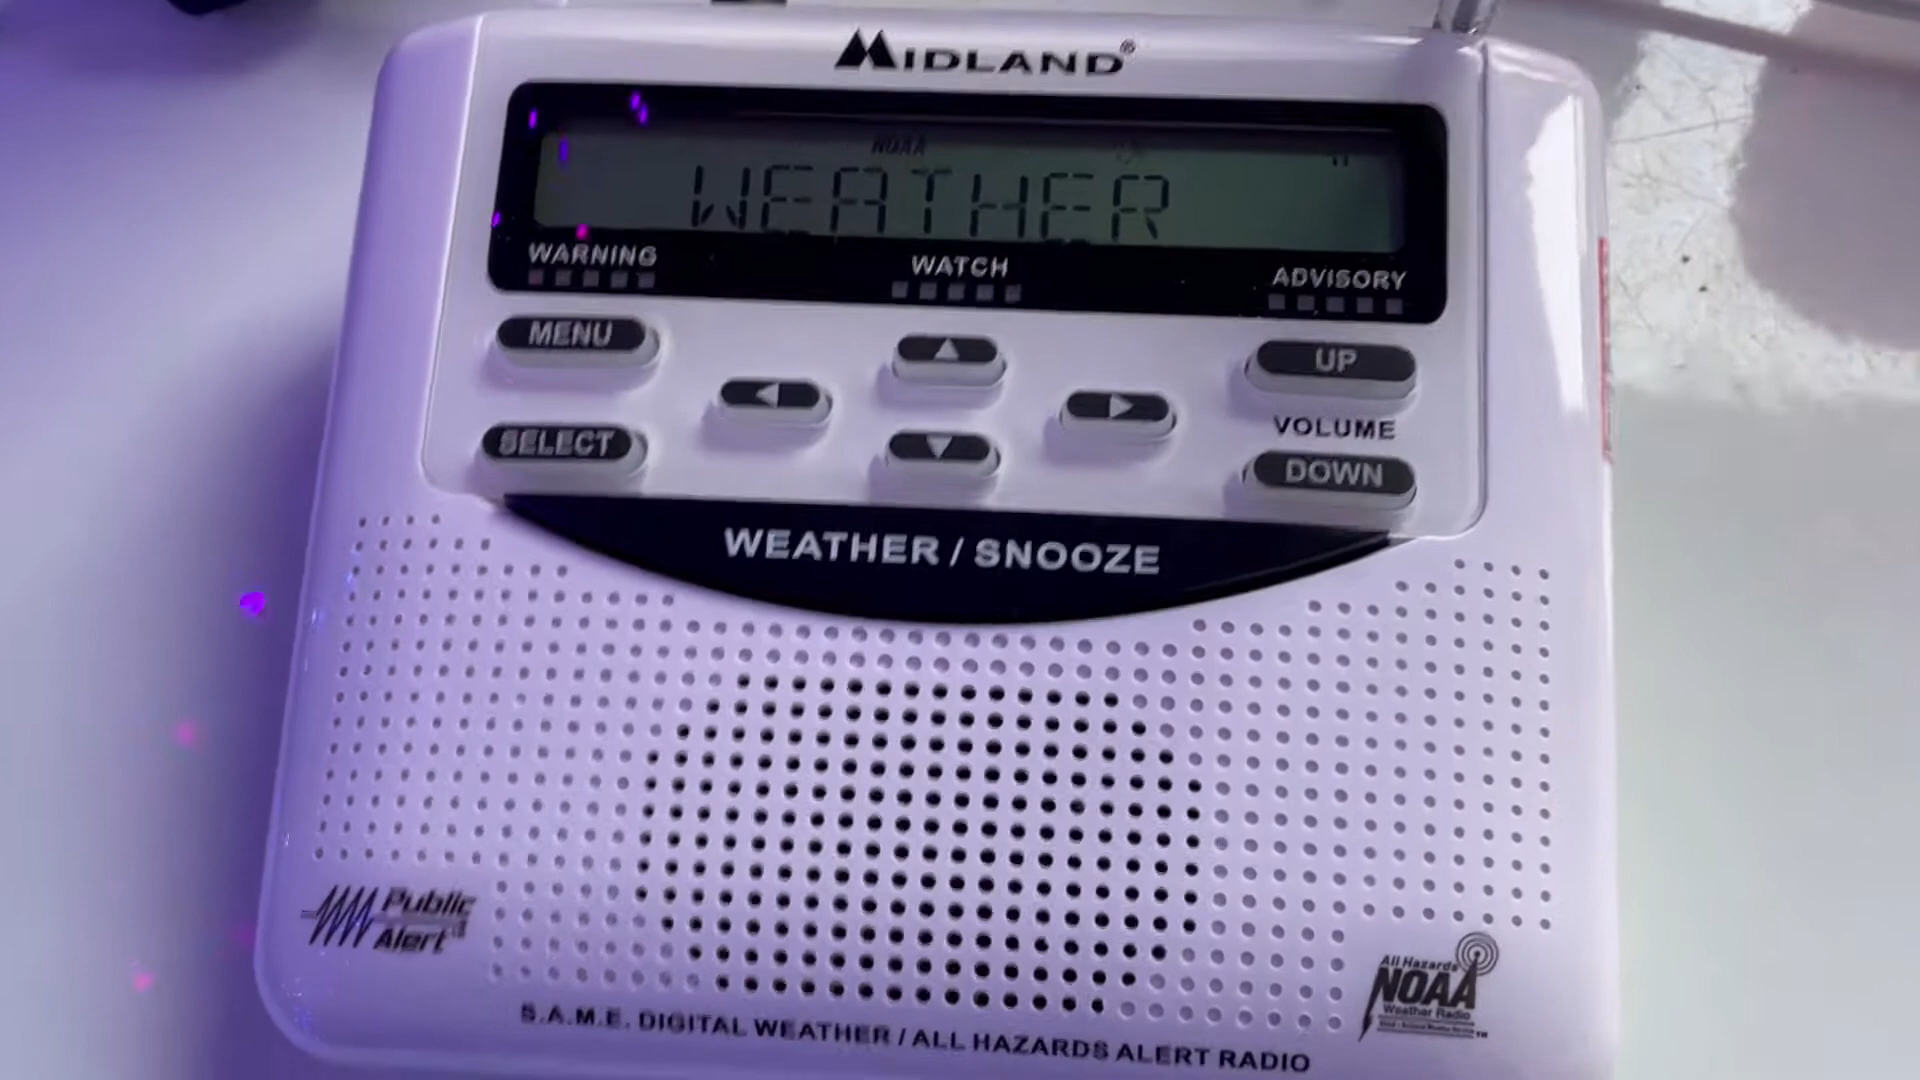 MIDLAND®
NOAA
WEATHER
WARNING
WATCH
ADVISORY
MENU
UP
SELECT
VOLUME
DOWN
WEATHER / SNOOZE
Public
Alert
All Hazards
NOAA
Weather Radio
S.A.M.E. DIGITAL WEATHER / ALL HAZARDS ALERT RADIO